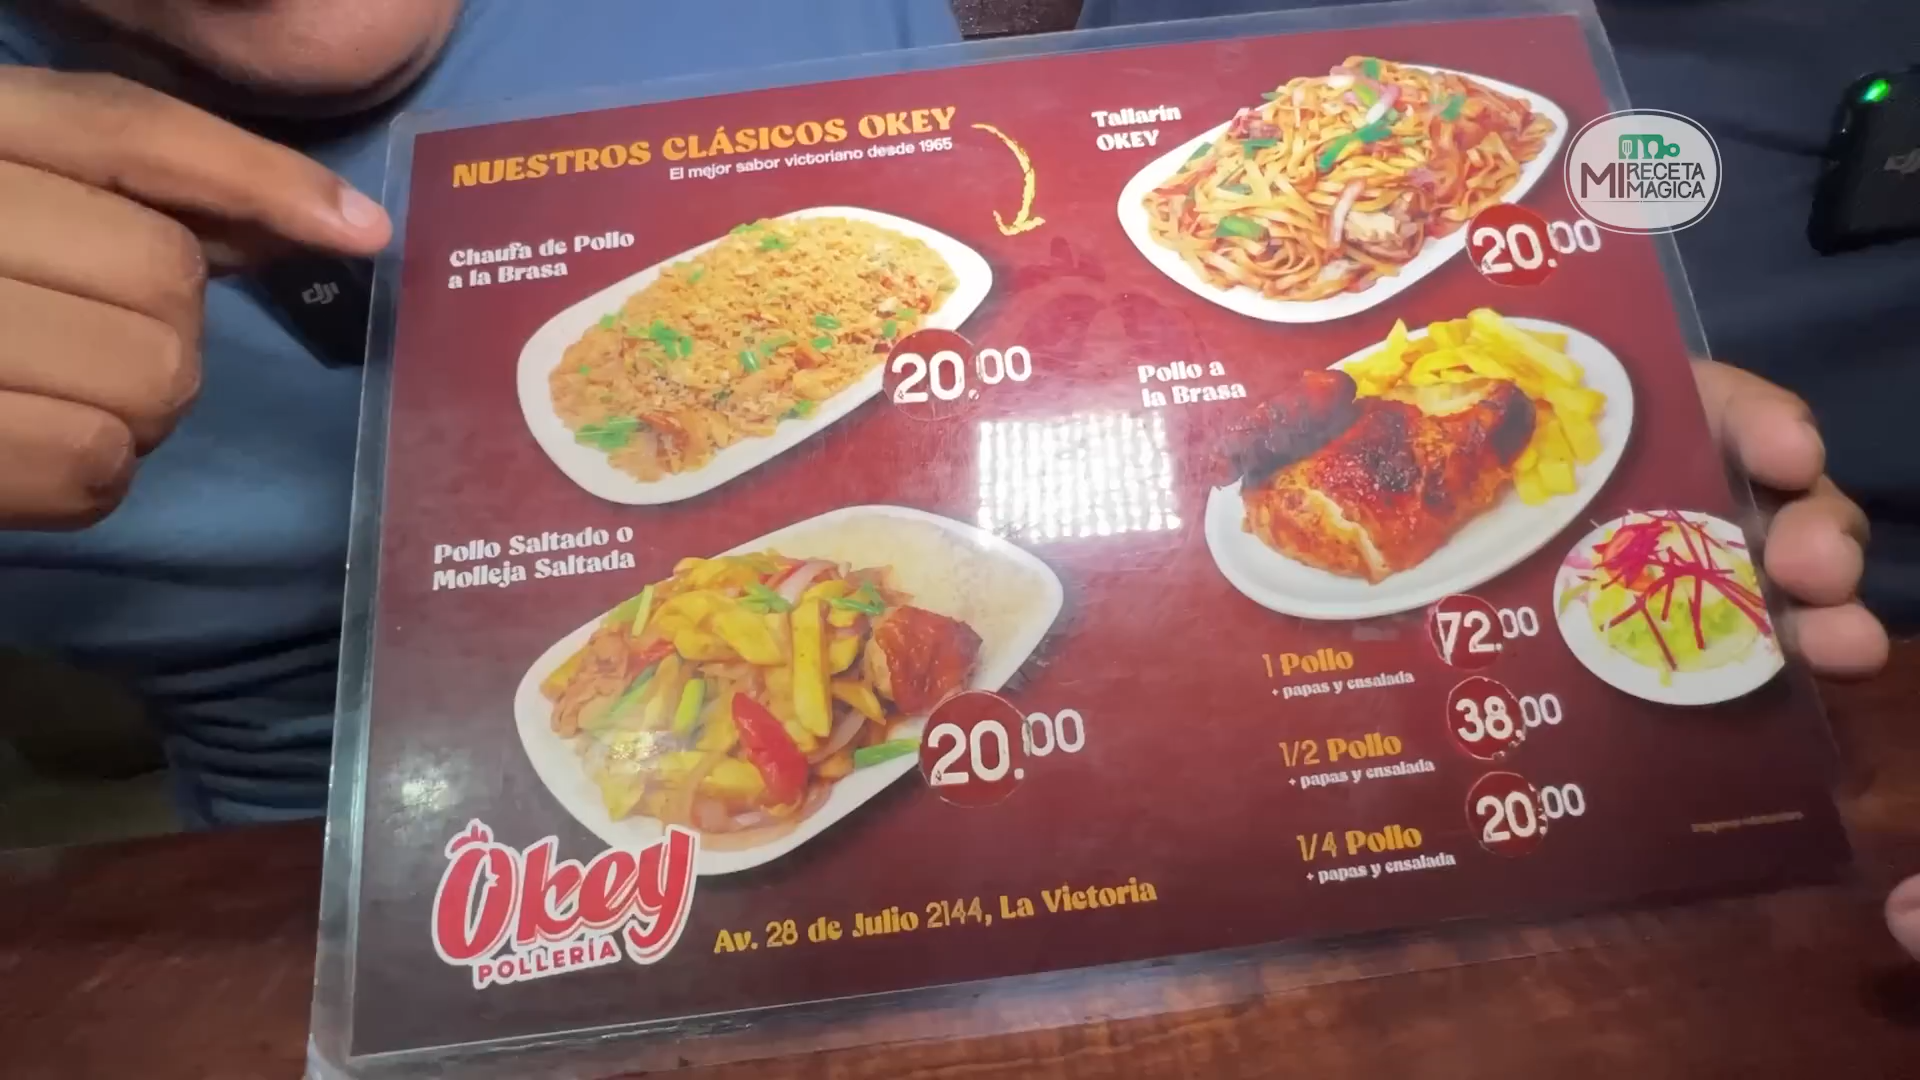 NUESTROS CLÁSICOS OKEY
El mejor sabor victoriano desde 1965
Chaufa de Pollo
a la Brasa
20.00
Tallarín
OKEY
20.00
MI RECETA
MAGICA
Pollo a
la Brasa
Pollo Saltado o
Molleja Saltada
20.00
1 Pollo
+ papas y ensalada
72.00
1/2 Pollo
+ papas y ensalada
38,00
1/4 Pollo
+ papas y ensalada
20,00
Okey
POLLERÍA
Av. 28 de Julio 2144, La Victoria
dji